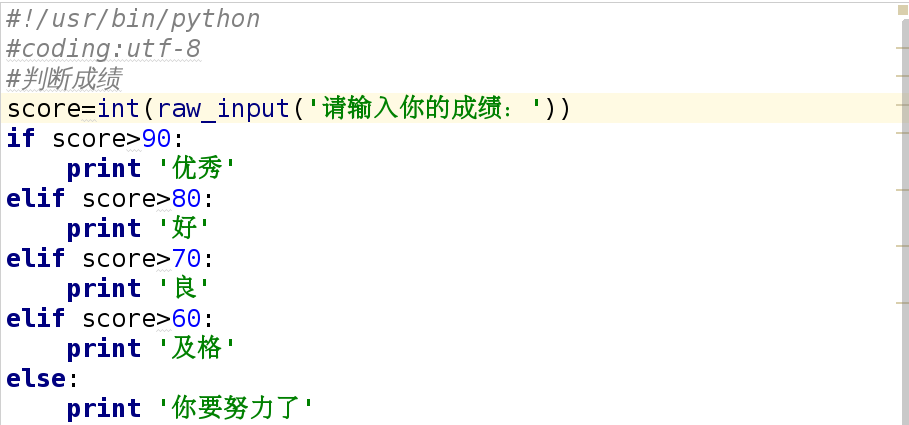 #!/usr/bin/python
#coding:utf-8
#判断成绩
score=int(raw_input('请输入你的成绩：'))
if score>90:
    print '优秀'
elif score>80:
    print '好'
elif score>70:
    print '良'
elif score>60:
    print '及格'
else:
    print '你要努力了'